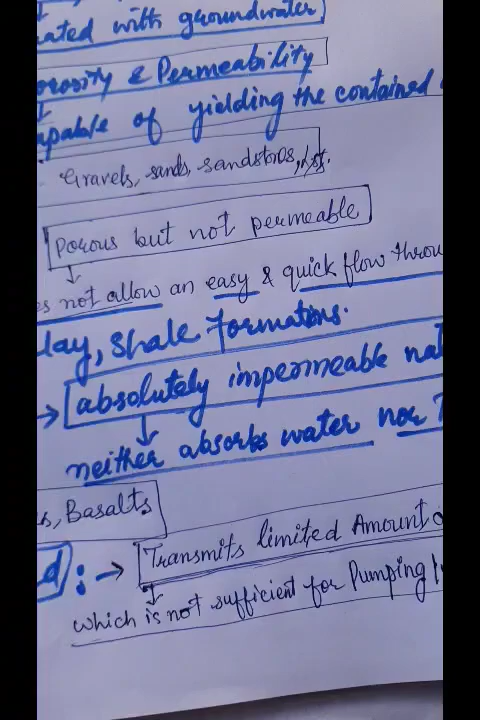 ated with groundwater
orosity & Permeability
apable of yielding the contained
Gravels, sands, sandstones,
Porous but not permeable
es not allow an easy & quick flow throu
lay, Shale formations.
→ absolutely impermeable nat
neither absorbs water nor T
s, Basalts
d : → Transmits limited Amount o
which is not sufficient for Pumping